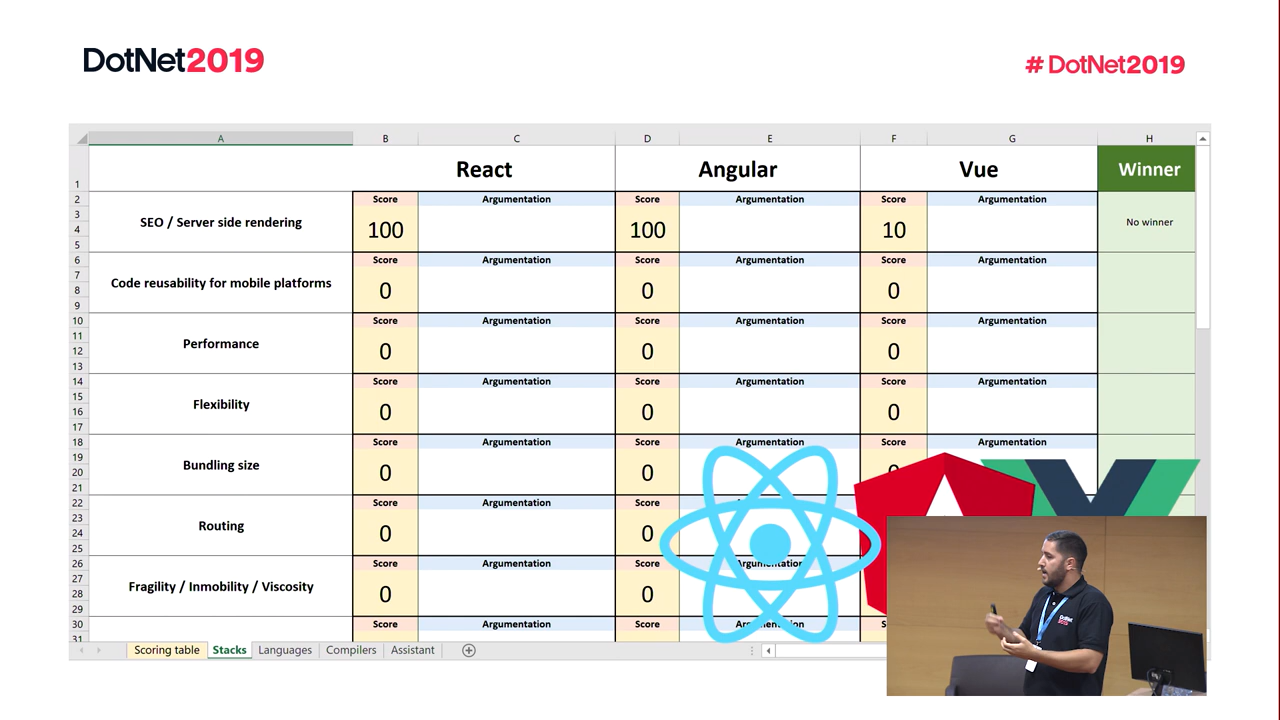 DotNet2019
# DotNet2019
A B C D E F G H
1 React Angular Vue Winner
2 Score Argumentation Score Argumentation Score Argumentation
3
SEO / Server side rendering No winner
4 100 100 10
5
6 Score Argumentation Score Argumentation Score Argumentation
7
Code reusability for mobile platforms
8 0 0 0
9
10 Score Argumentation Score Argumentation Score Argumentation
11
Performance
12 0 0 0
13
14 Score Argumentation Score Argumentation Score Argumentation
15
Flexibility
16 0 0 0
17
18 Score Argumentation Score Argumentation Score Argumentation
19
Bundling size
20 0 0 0
21
22 Score Argumentation
23
Routing
24 0 0
25
26 Score Argumentation Score Argumentation
27
Fragility / Inmobility / Viscosity
28 0 0
29
30 Score Argumentation Score Argumentation
31
Scoring table Stacks Languages Compilers Assistant
DotNet
2019